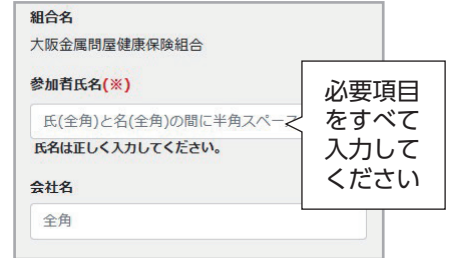 組合名
大阪金属問屋健康保険組合
参加者氏名(※)
氏(全角)と名(全角)の間に半角スペース
氏名は正しく入力してください。
会社名
全角
必要項目
をすべて
入力して
ください